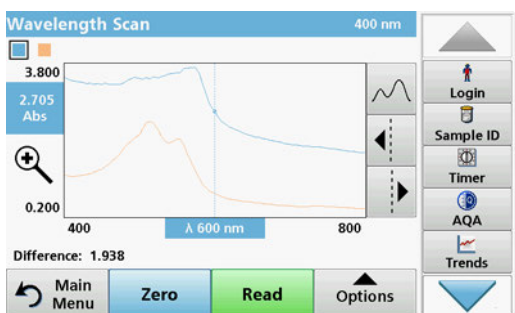 Wavelength Scan 400 nm
3.800
2.705
Abs
0.200
400 λ 600 nm 800
Difference: 1.938
Main
Menu
Zero
Read
Options
Login
Sample ID
Timer
AQA
Trends